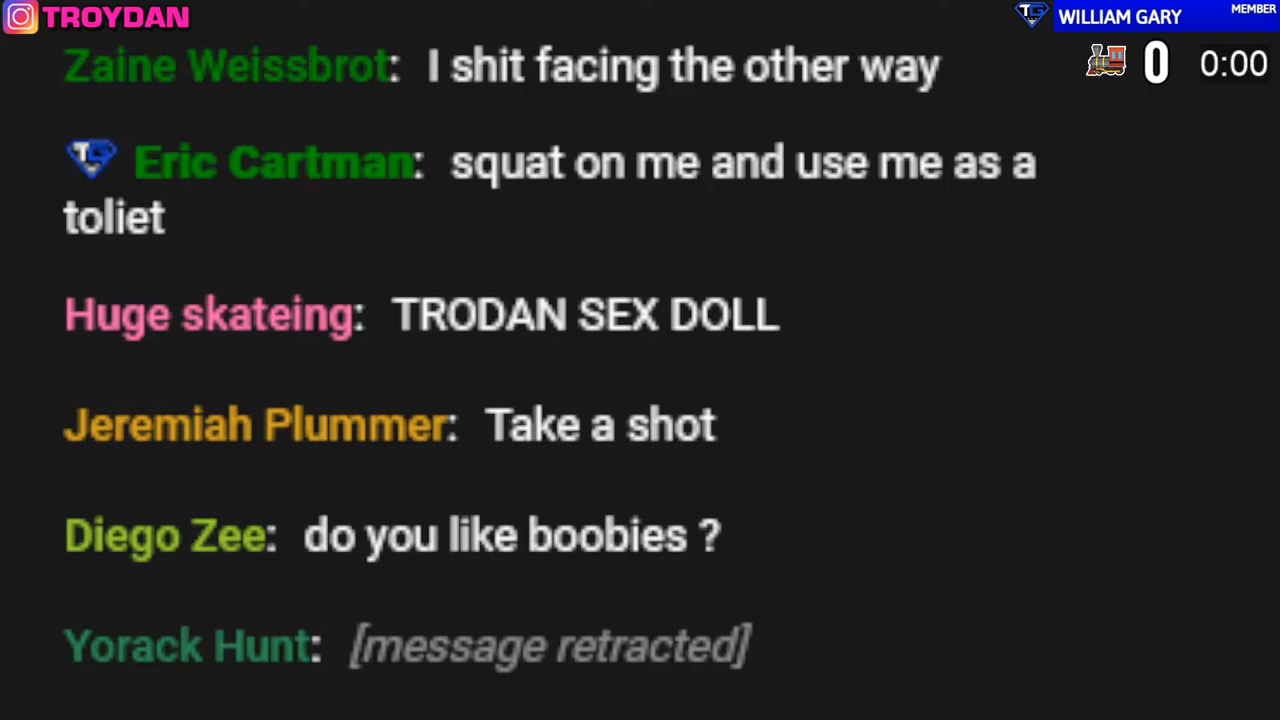 TROYDAN
TG WILLIAM GARY MEMBER
0 0:00
Zaine Weissbrot: I shit facing the other way
TG Eric Cartman: squat on me and use me as a
toliet
Huge skateing: TRODAN SEX DOLL
Jeremiah Plummer: Take a shot
Diego Zee: do you like boobies ?
Yorack Hunt: [message retracted]